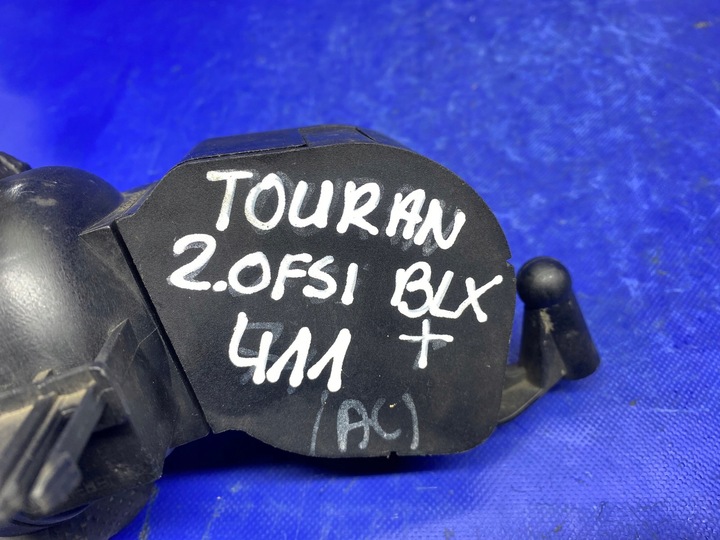 TOURAN
2.0FSI BLX
411 +
(AC)